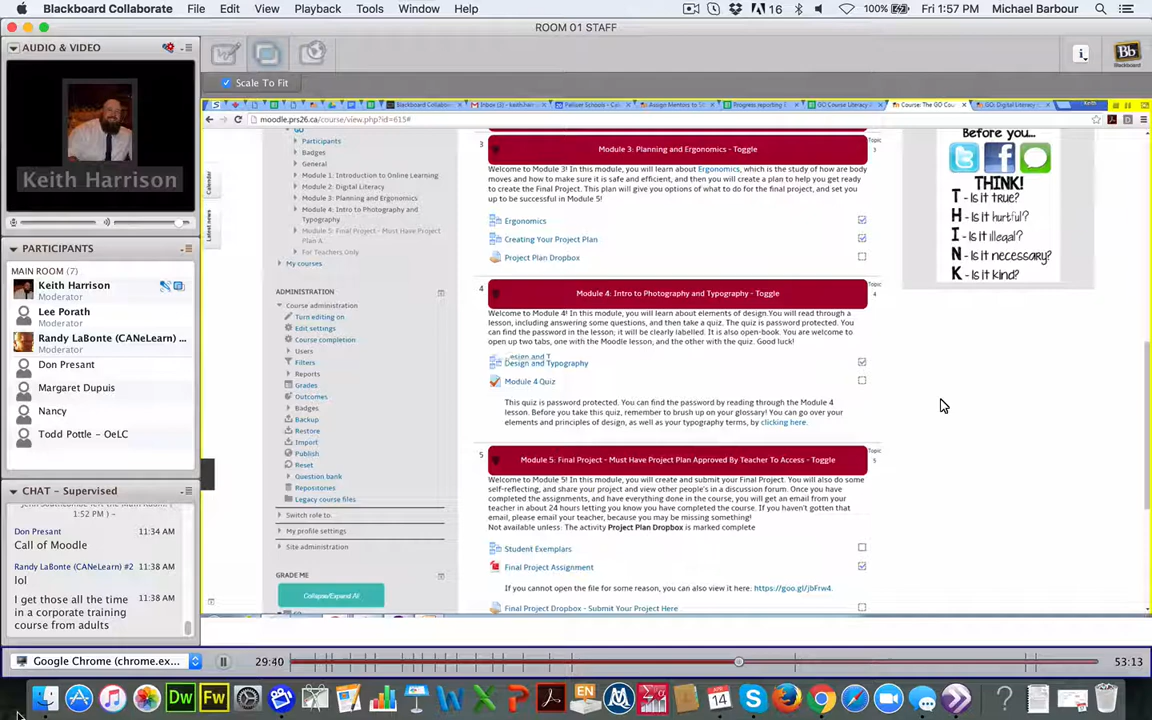 Blackboard Collaborate File Edit View Playback Tools Window Help 16 100% Fri 1:57 PM Michael Barbour
ROOM 01 STAFF
AUDIO & VIDEO
Keith Harrison
Scale To Fit
PARTICIPANTS
MAIN ROOM (7)
Keith Harrison
Moderator
Lee Porath
Moderator
Randy LaBonte (CANeLearn) ...
Moderator
Don Presant
Margaret Dupuis
Nancy
Todd Pottle - OeLC
CHAT - Supervised
1:52 PM ) ~
Don Presant 11:34 AM
Call of Moodle
Randy LaBonte (CANeLearn) #2 11:38 AM
lol
I get those all the time 11:38 AM
in a corporate training
course from adults
moodle.prs26.ca/course/view.php?id=615#
Calendar
Latest news
GO
Participants
Badges
General
Module 1: Introduction to Online Learning
Module 2: Digital Literacy
Module 3: Planning and Ergonomics
Module 4: Intro to Photography and
Typography
Module 5: Final Project - Must Have Project
Plan A
For Teachers Only
My courses
ADMINISTRATION
Course administration
Turn editing on
Edit settings
Course completion
Users
Filters
Reports
Grades
Outcomes
Badges
Backup
Restore
Import
Publish
Reset
Question bank
Repositories
Legacy course files
Switch role to...
My profile settings
Site administration
GRADE ME
Collapse/Expand All
3
Module 3: Planning and Ergonomics - Toggle
Topic
3
Welcome to Module 3! In this module, you will learn about Ergonomics, which is the study of how are body
moves and how to make sure it is safe and efficient, and then you will create a plan to help you get ready
to create the Final Project. This plan will give you options of what to do for the final project, and set you
up to be successful in Module 5!
Ergonomics
Creating Your Project Plan
Project Plan Dropbox
4
Module 4: Intro to Photography and Typography - Toggle
Topic
4
Welcome to Module 4! In this module, you will learn about elements of design.You will read through a
lesson, including answering some questions, and then take a quiz. The quiz is password protected. You
can find the password in the lesson; it will be clearly labelled. It is also open-book. You are welcome to
open up two tabs, one with the Moodle lesson, and the other with the quiz. Good luck!
Design and Typography
Module 4 Quiz
This quiz is password protected. You can find the password by reading through the Module 4
lesson. Before you take this quiz, remember to brush up on your glossary! You can go over your
elements and principles of design, as well as your typography terms, by clicking here.
5
Module 5: Final Project - Must Have Project Plan Approved By Teacher To Access - Toggle
Topic
5
Welcome to Module 5! In this module, you will create and submit your Final Project. You will also do some
self-reflecting, and share your project and view other people's in a discussion forum. Once you have
completed the assignments, and have everything done in the course, you will get an email from your
teacher in about 24 hours letting you know you have completed the course. If you haven't gotten that
email, please email your teacher, because you may be missing something!
Not available unless: The activity Project Plan Dropbox is marked complete
Student Exemplars
Final Project Assignment
If you cannot open the file for some reason, you can also view it here: https://goo.gl/jbFrw4.
Final Project Dropbox - Submit Your Project Here
Before you...
THINK!
T - Is it true?
H - Is it hurtful?
I - Is it illegal?
N - Is it necessary?
K - Is it kind?
Google Chrome (chrome.ex... 29:40 53:13